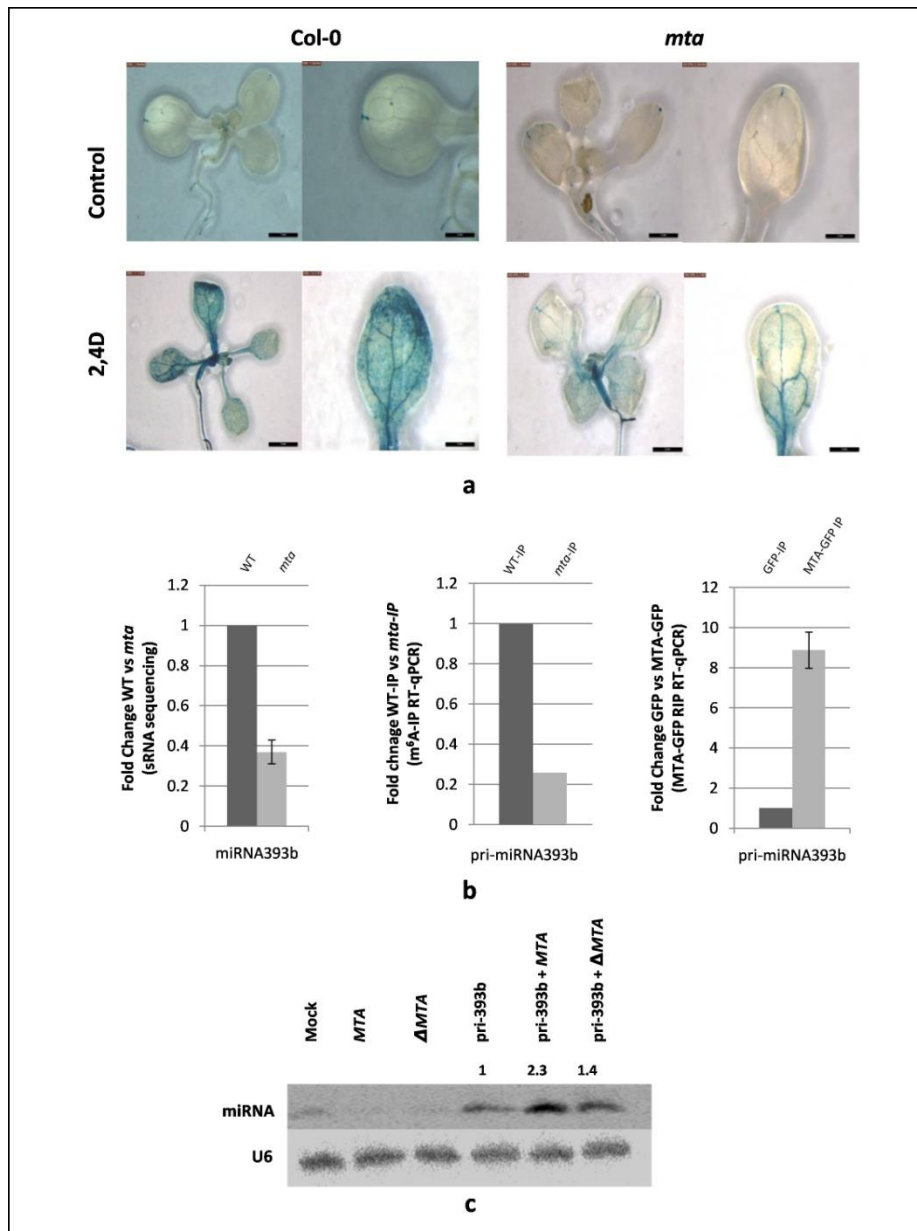 Col-0
mta
Control
2,4D
a
WT
mta
1.2
1
0.8
0.6
0.4
0.2
0
Fold Change WT vs mta
(sRNA sequencing)
miRNA393b
WT-IP
mta-IP
1.2
1
0.8
0.6
0.4
0.2
0
Fold chnage WT-IP vs mta-IP
(m⁶A-IP RT-qPCR)
pri-miRNA393b
GFP-IP
MTA-GFP IP
12
10
8
6
4
2
0
Fold Change GFP vs MTA-GFP
(MTA-GFP RIP RT-qPCR)
pri-miRNA393b
b
Mock
MTA
ΔMTA
pri-393b
pri-393b + MTA
pri-393b + ΔMTA
1
2.3
1.4
miRNA
U6
c